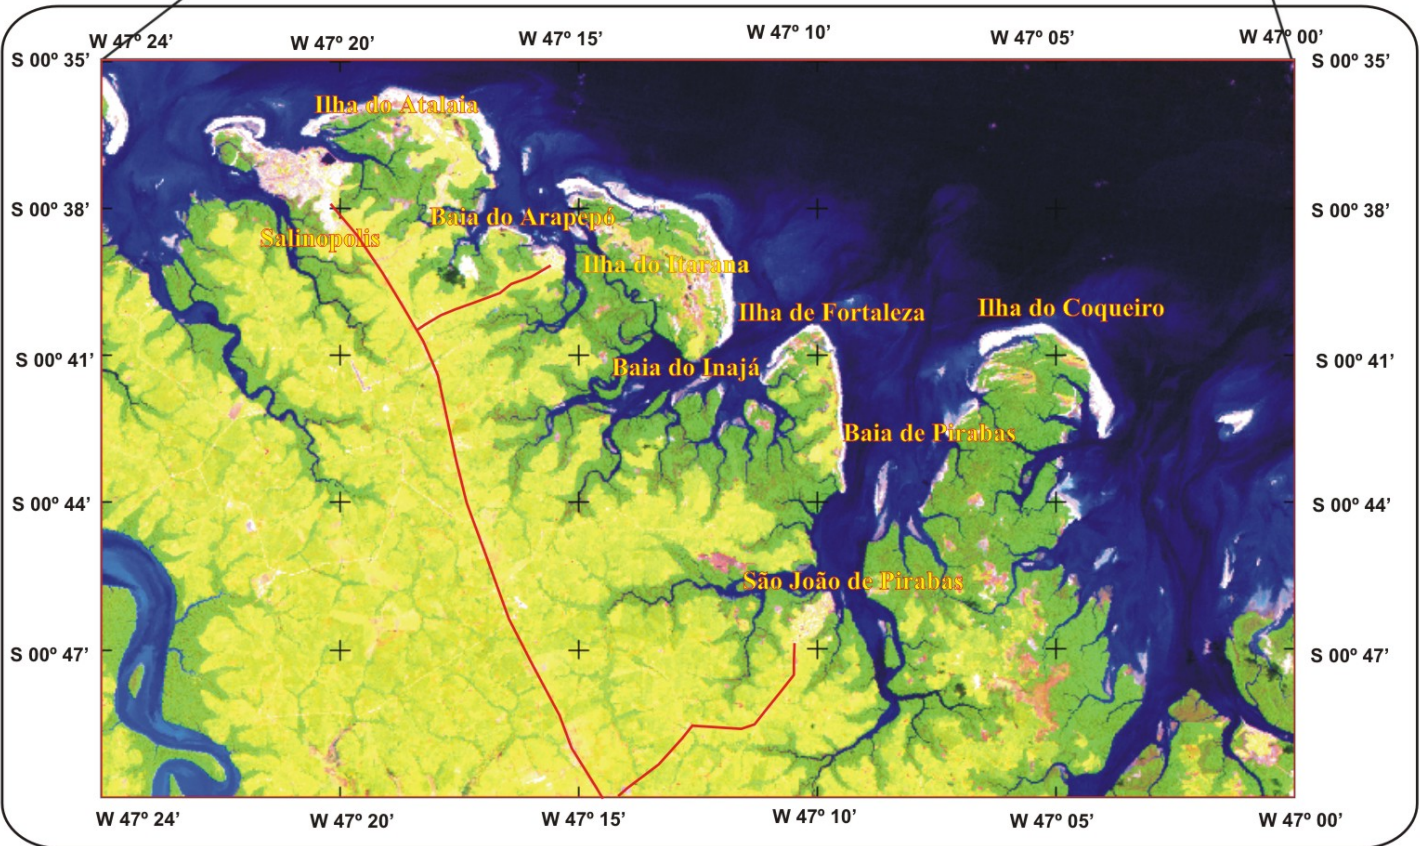 W 47º 24’
W 47º 20’
W 47º 15’
W 47º 10’
W 47º 05’
W 47º 00’
S 00º 35’
S 00º 35’
Ilha do Atalaia
S 00º 38’
S 00º 38’
Baia do Arapepó
Salinopolis
Ilha do Itarana
Ilha de Fortaleza
Ilha do Coqueiro
S 00º 41’
S 00º 41’
Baia do Inajá
Baia de Pirabas
S 00º 44’
S 00º 44’
São João de Pirabas
S 00º 47’
S 00º 47’
W 47º 24’
W 47º 20’
W 47º 15’
W 47º 10’
W 47º 05’
W 47º 00’